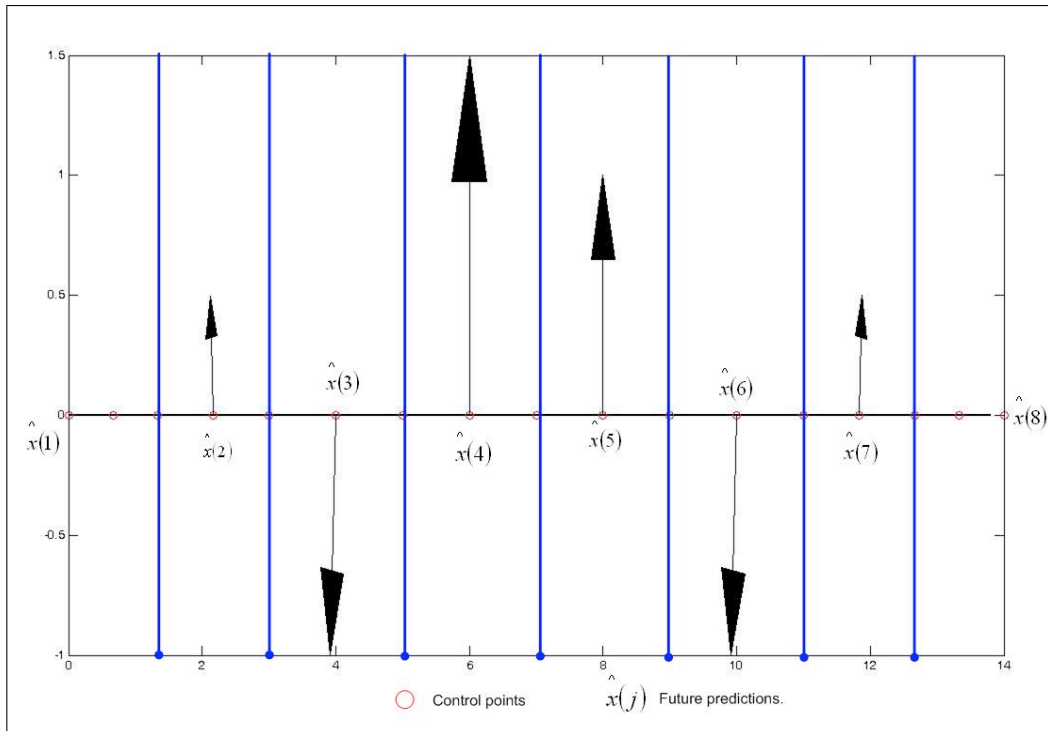 1.5
1
0.5
0
-0.5
-1
x̂(1)
x̂(2)
x̂(3)
x̂(4)
x̂(5)
x̂(6)
x̂(7)
x̂(8)
0 2 4 6 8 10 12 14
Control points x̂(j) Future predictions.